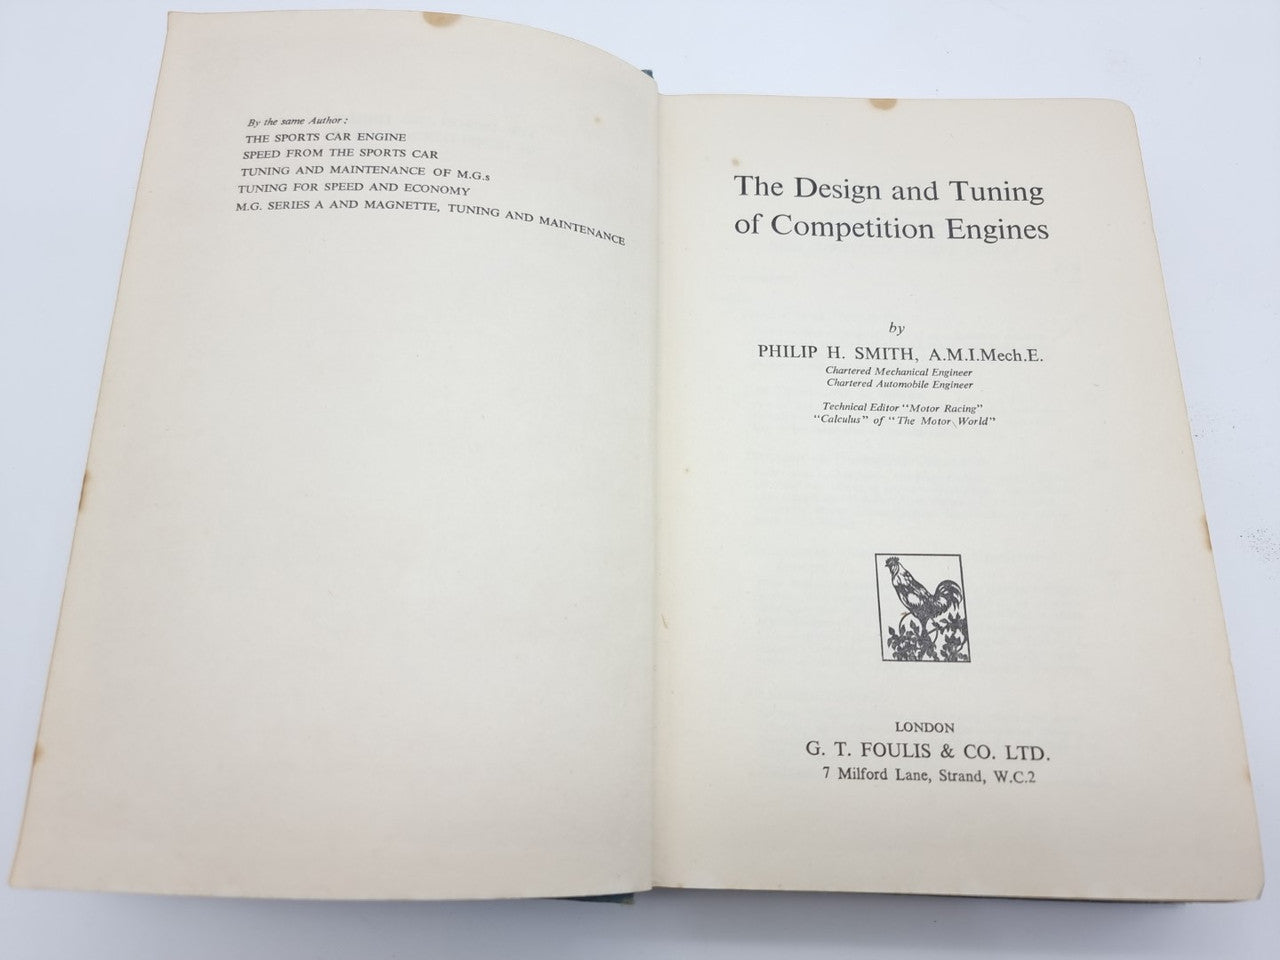 By the same Author:
THE SPORTS CAR ENGINE
SPEED FROM THE SPORTS CAR
TUNING AND MAINTENANCE OF M.G.s
TUNING FOR SPEED AND ECONOMY
M.G. SERIES A AND MAGNETTE, TUNING AND MAINTENANCE
The Design and Tuning
of Competition Engines
by
PHILIP H. SMITH, A.M.I.Mech.E.
Chartered Mechanical Engineer
Chartered Automobile Engineer
Technical Editor "Motor Racing"
"Calculus" of "The Motor World"
LONDON
G. T. FOULIS & CO. LTD.
7 Milford Lane, Strand, W.C.2